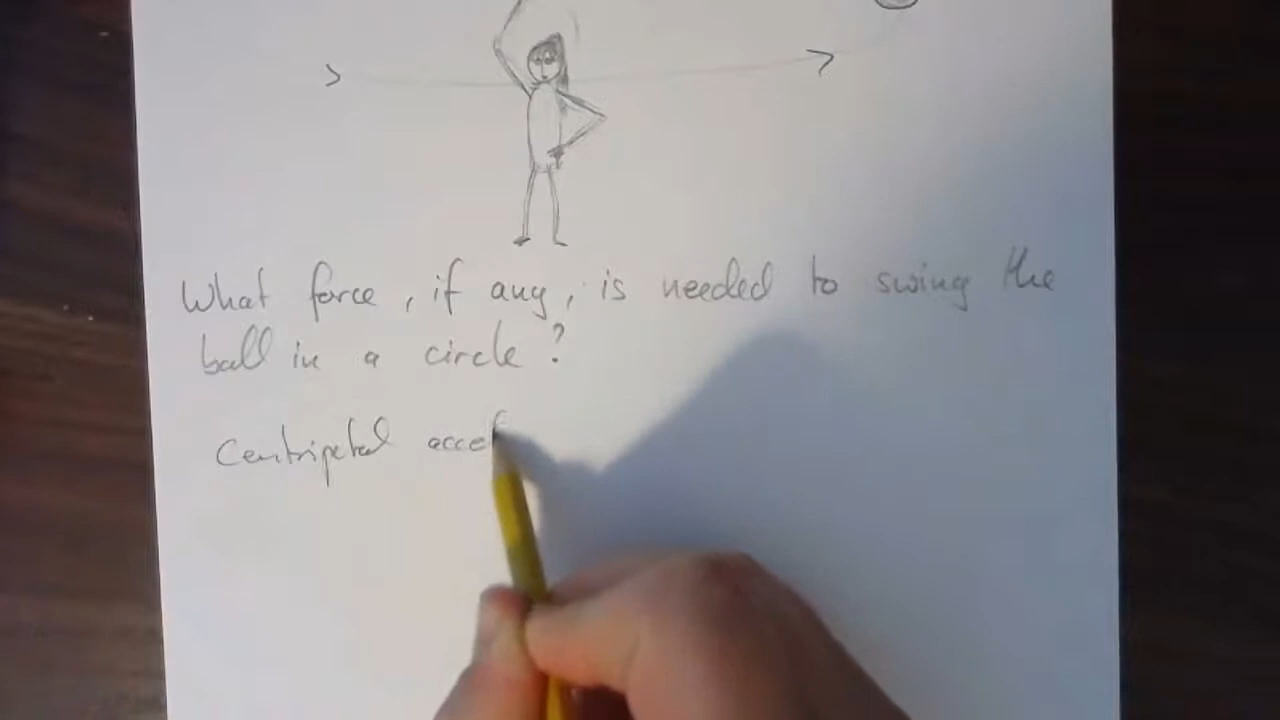 What force, if any, is needed to swing the
ball in a circle?
Centripetal accel